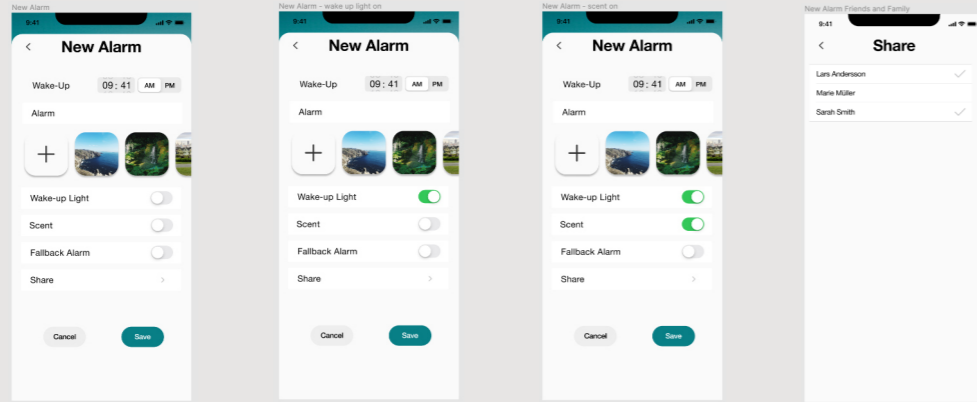 New Alarm
9:41
New Alarm
Wake-Up 09: 41 AM PM
Alarm
Wake-up Light
Scent
Fallback Alarm
Share
Cancel Save
New Alarm - wake up light on
9:41
New Alarm
Wake-Up 09: 41 AM PM
Alarm
Wake-up Light
Scent
Fallback Alarm
Share
Cancel Save
New Alarm - scent on
9:41
New Alarm
Wake-Up 09: 41 AM PM
Alarm
Wake-up Light
Scent
Fallback Alarm
Share
Cancel Save
New Alarm Friends and Family
9:41
Share
Lars Andersson
Marie Müller
Sarah Smith